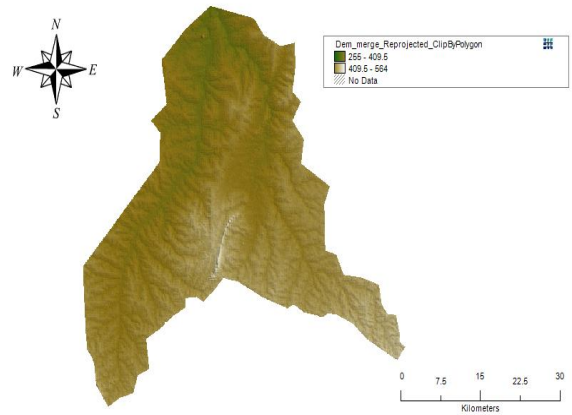 N
W E
S
Dem_merge_Reprojected_ClipByPolygon
255 - 409.5
409.5 - 564
No Data
0 15 30
7.5 22.5
Kilometers